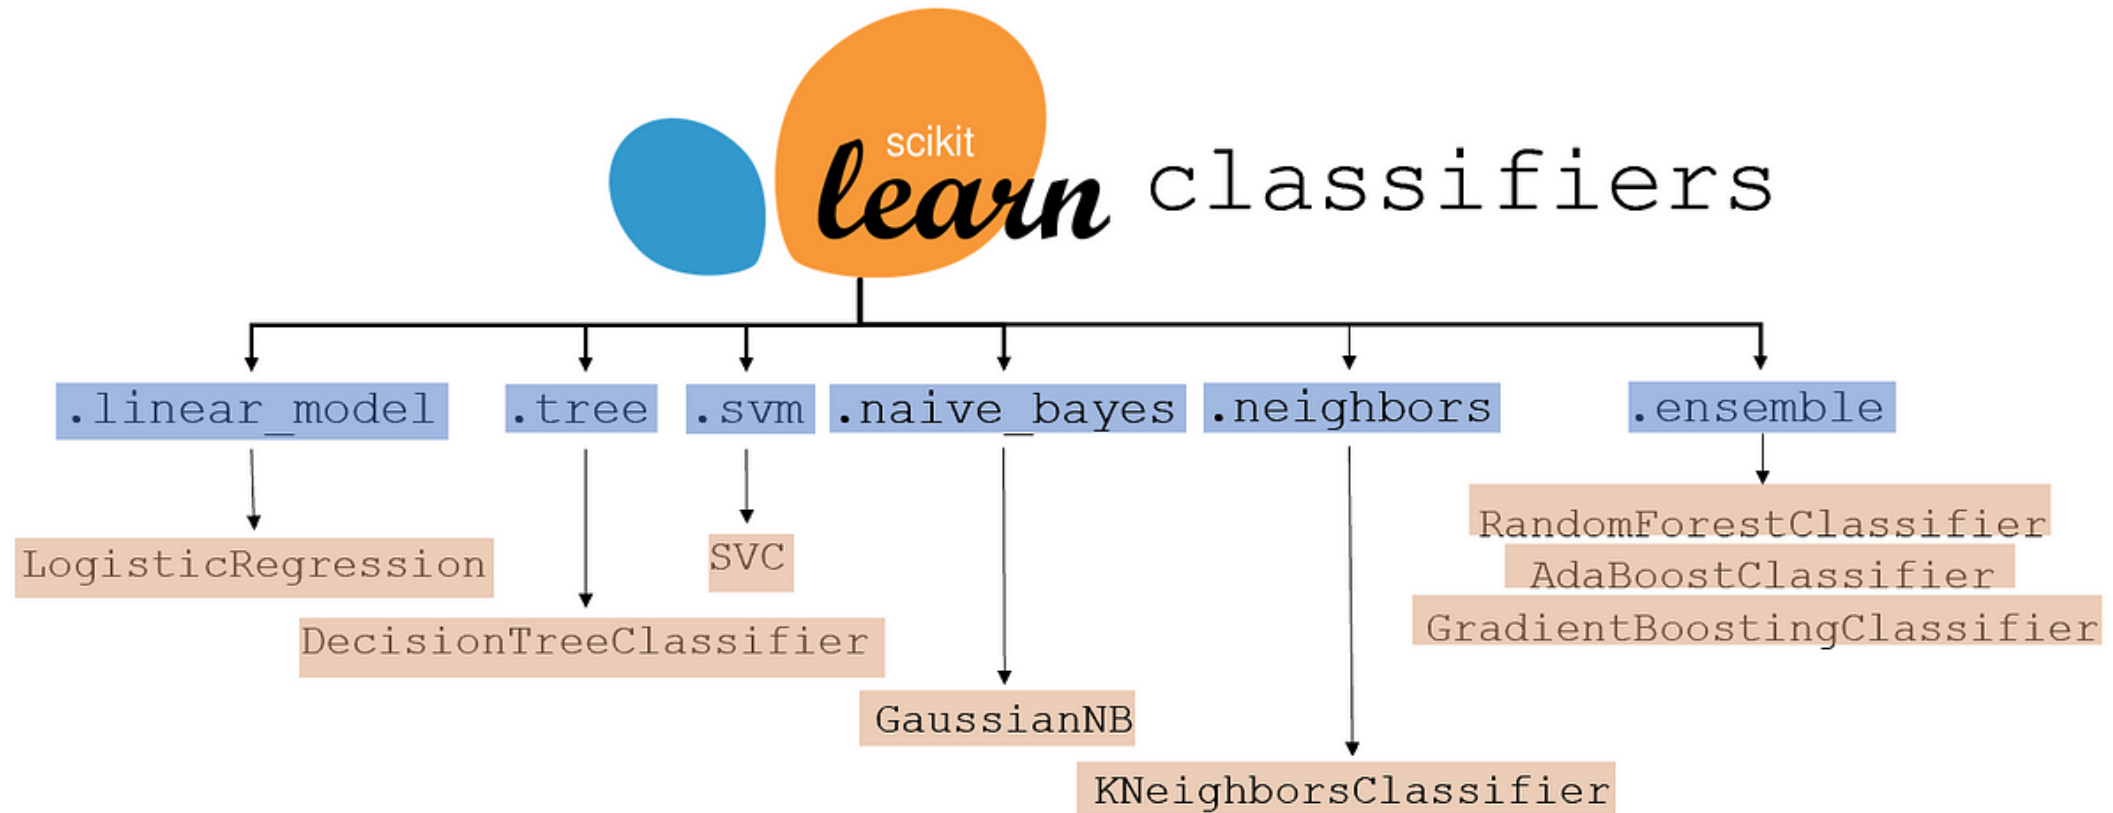 scikit
learn classifiers
.linear_model .tree .svm .naive_bayes .neighbors .ensemble
LogisticRegression
DecisionTreeClassifier
SVC
GaussianNB
KNeighborsClassifier
RandomForestClassifier
AdaBoostClassifier
GradientBoostingClassifier